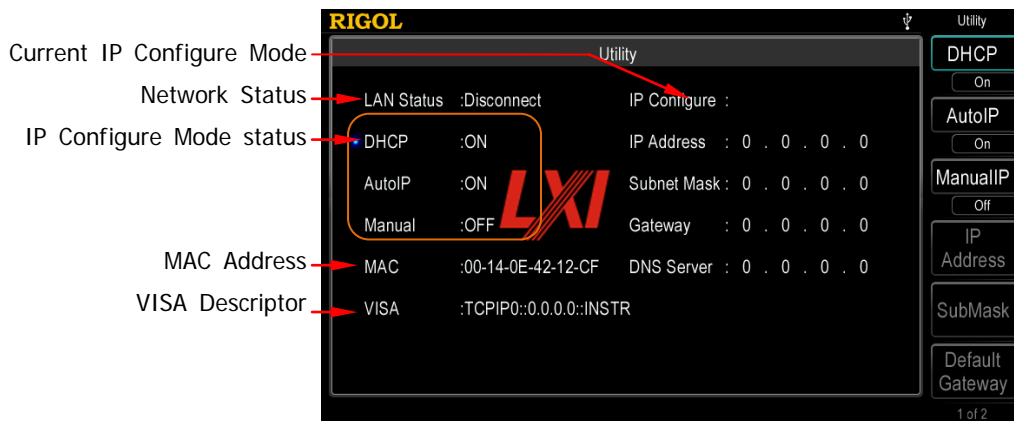 RIGOL
Utility
Utility
Current IP Configure Mode
Network Status
IP Configure Mode status
MAC Address
VISA Descriptor
LAN Status :Disconnect
IP Configure :
DHCP :ON
IP Address : 0 . 0 . 0 . 0
AutoIP :ON
Subnet Mask : 0 . 0 . 0 . 0
Manual :OFF
Gateway : 0 . 0 . 0 . 0
MAC :00-14-0E-42-12-CF
DNS Server : 0 . 0 . 0 . 0
VISA :TCPIP0::0.0.0.0::INSTR
LXI
DHCP
On
AutoIP
On
ManualIP
Off
IP
Address
SubMask
Default
Gateway
1 of 2